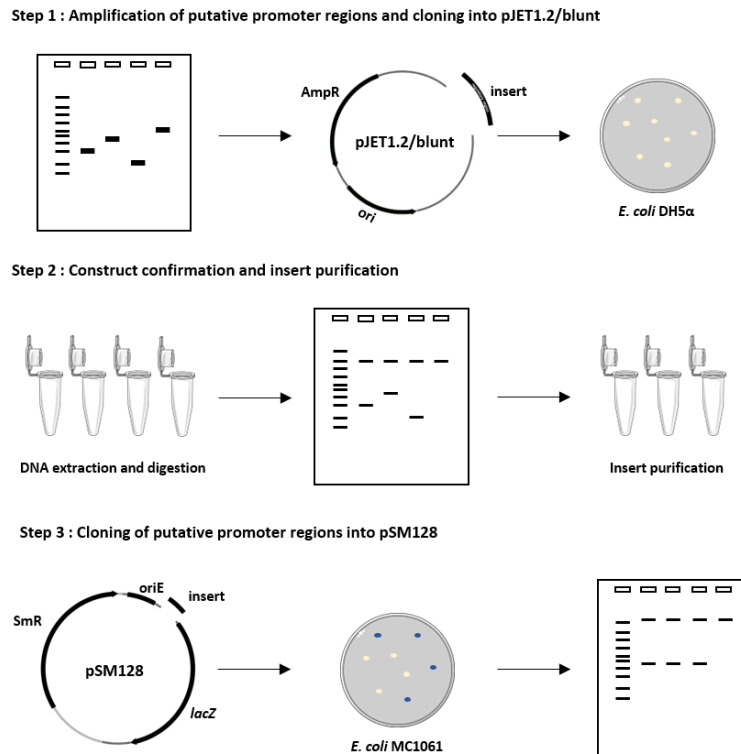 Step 1 : Amplification of putative promoter regions and cloning into pJET1.2/blunt
AmpR
insert
pJET1.2/blunt
ori
E. coli DH5α
Step 2 : Construct confirmation and insert purification
DNA extraction and digestion
Insert purification
Step 3 : Cloning of putative promoter regions into pSM128
oriE
insert
SmR
pSM128
lacZ
E. coli MC1061